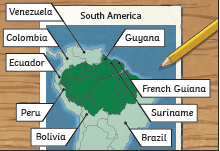 Venezuela
South America
Colombia
Guyana
Ecuador
French Guiana
Peru
Suriname
Bolivia
Brazil